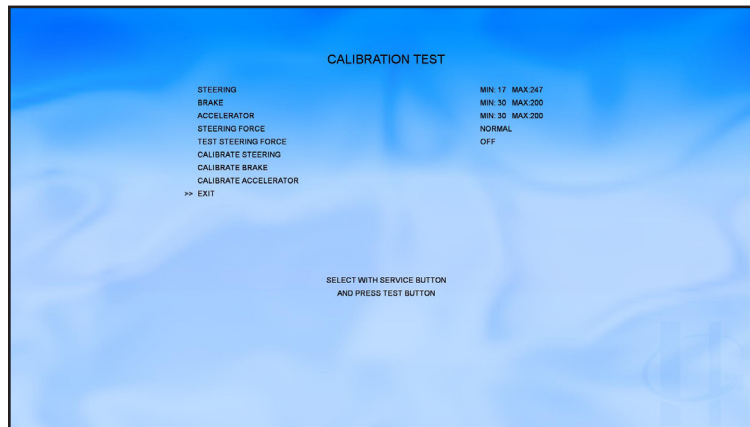 CALIBRATION TEST
STEERING MIN: 17 MAX:247
BRAKE MIN: 30 MAX:200
ACCELERATOR MIN: 30 MAX:200
STEERING FORCE NORMAL
TEST STEERING FORCE OFF
CALIBRATE STEERING
CALIBRATE BRAKE
CALIBRATE ACCELERATOR
>> EXIT
SELECT WITH SERVICE BUTTON
AND PRESS TEST BUTTON